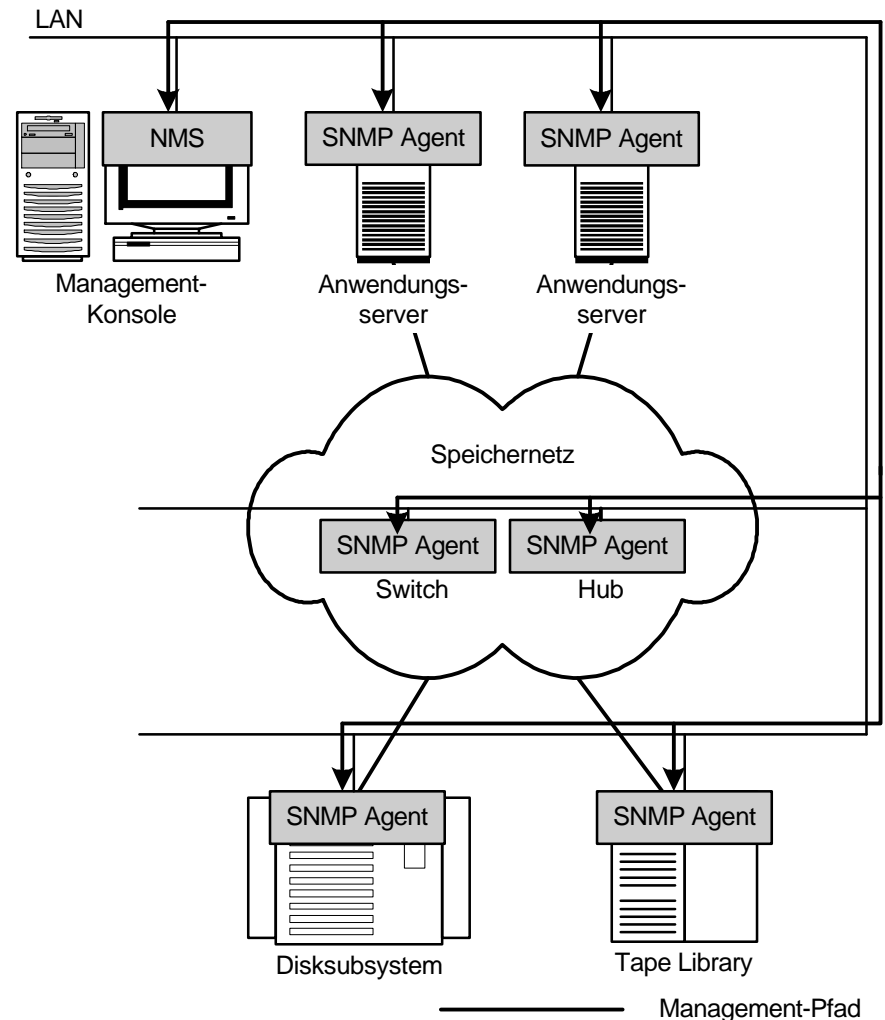 LAN
NMS
SNMP Agent
SNMP Agent
Management-
Konsole
Anwendungs-
server
Anwendungs-
server
Speichernetz
SNMP Agent
SNMP Agent
Switch
Hub
SNMP Agent
SNMP Agent
Disksubsystem
Tape Library
Management-Pfad